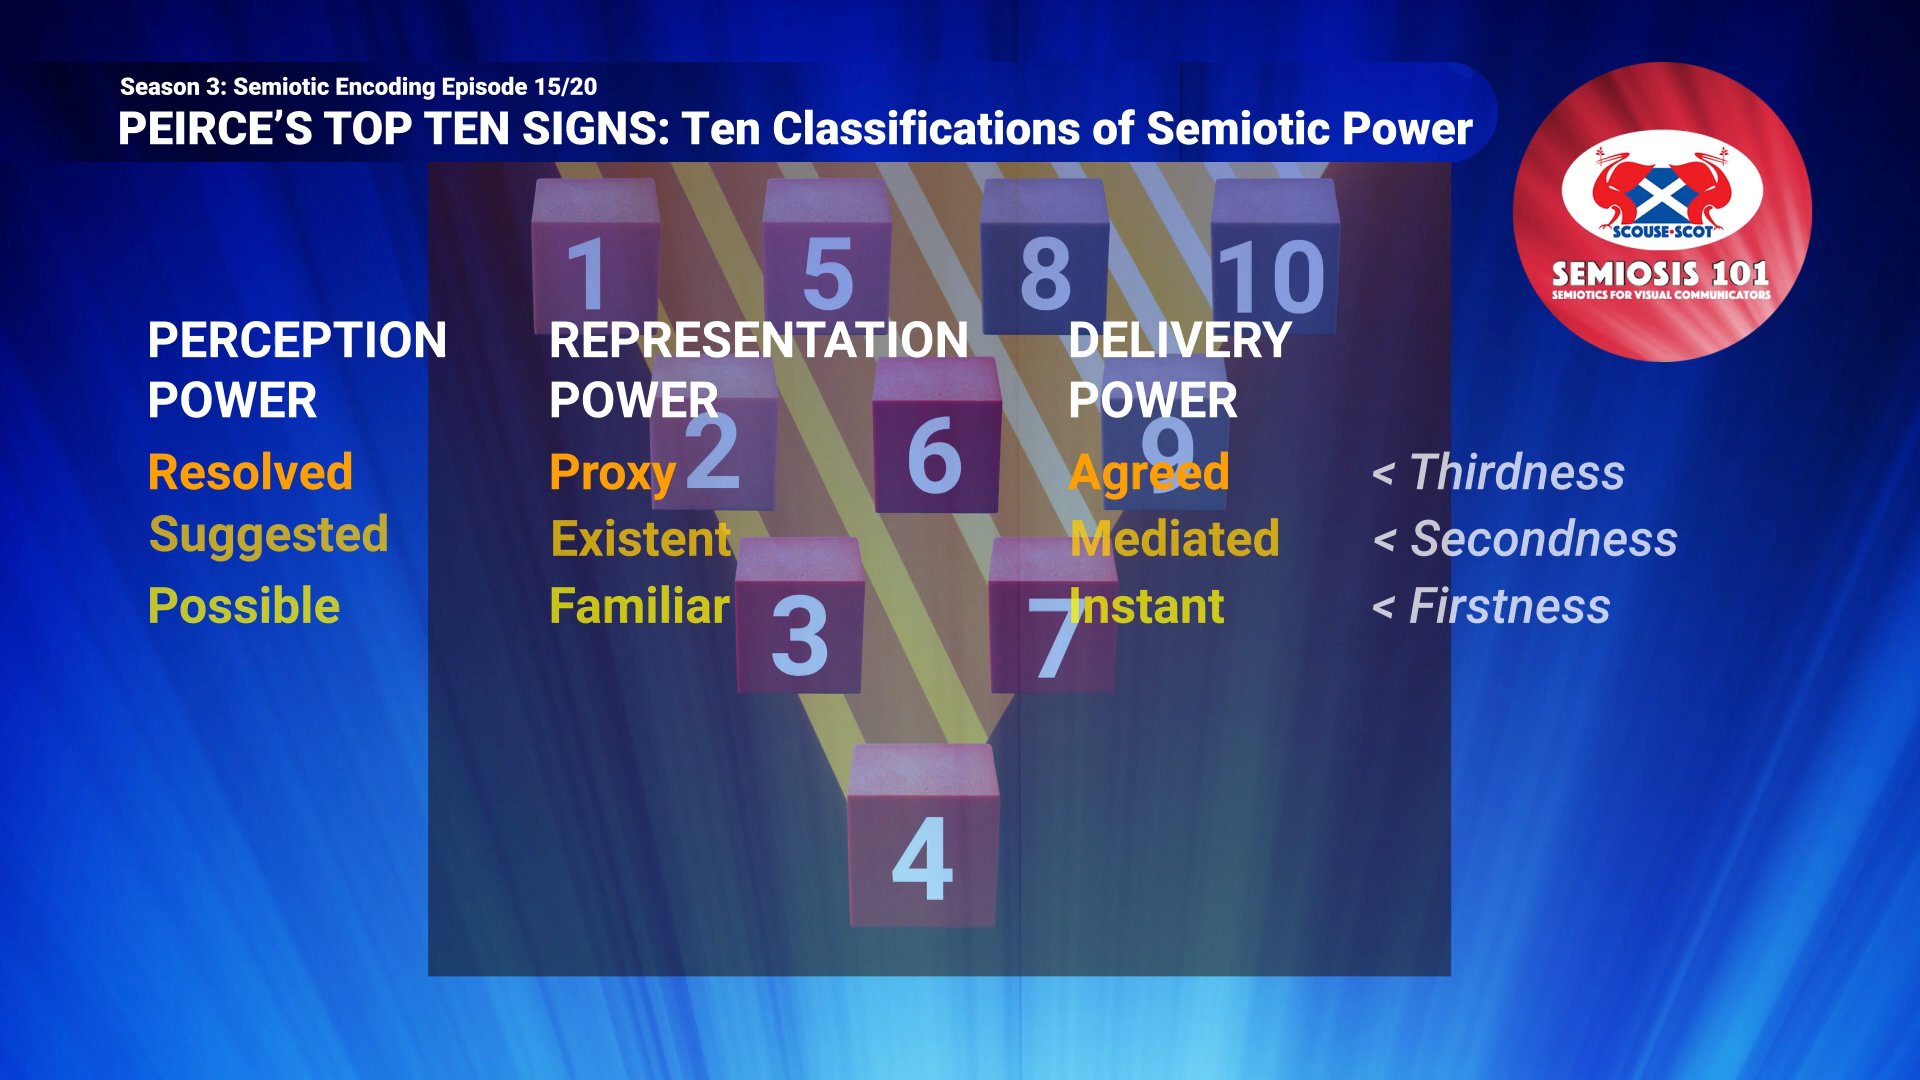 Season 3: Semiotic Encoding Episode 15/20
PEIRCE’S TOP TEN SIGNS: Ten Classifications of Semiotic Power
SCOUSE•SCOT
SEMIOSIS 101
SEMIOTICS FOR VISUAL COMMUNICATORS
1 5 8 10
PERCEPTION POWER
REPRESENTATION POWER
DELIVERY POWER
2 6 9
Resolved Proxy Agreed < Thirdness
Suggested Existent Mediated < Secondness
Possible Familiar Instant < Firstness
3 7
4